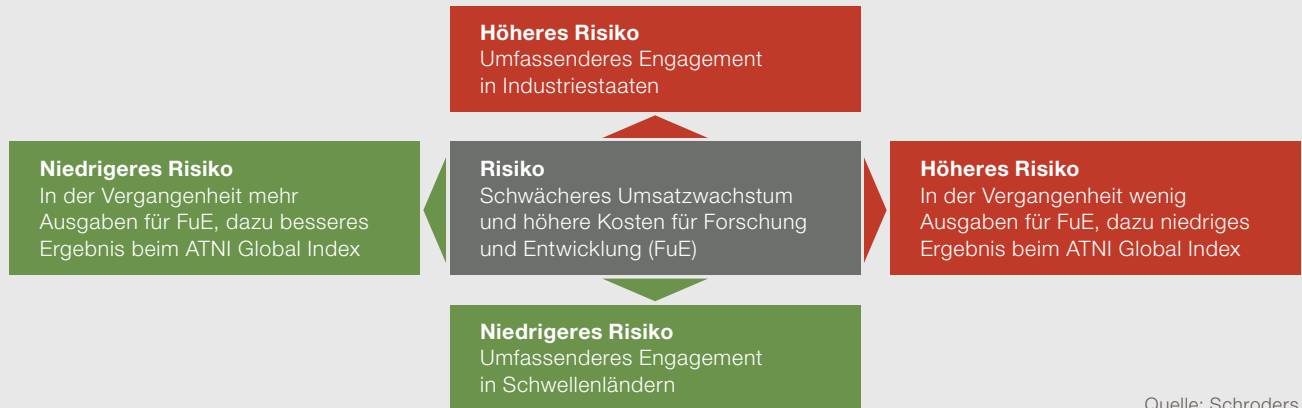 Höheres Risiko
Umfassenderes Engagement
in Industriestaaten
Niedrigeres Risiko
In der Vergangenheit mehr
Ausgaben für FuE, dazu besseres
Ergebnis beim ATNI Global Index
Risiko
Schwächeres Umsatzwachstum
und höhere Kosten für Forschung
und Entwicklung (FuE)
Höheres Risiko
In der Vergangenheit wenig
Ausgaben für FuE, dazu niedriges
Ergebnis beim ATNI Global Index
Niedrigeres Risiko
Umfassenderes Engagement
in Schwellenländern
Quelle: Schroders